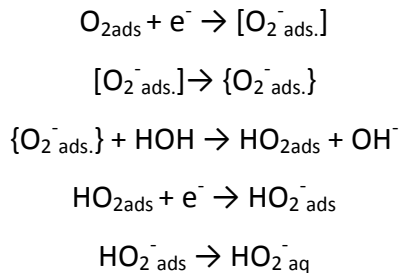 O₂ads + e⁻ → [O₂⁻ads.]
[O₂⁻ads.]→ {O₂⁻ads.}
{O₂⁻ads.} + HOH → HO₂ads + OH⁻
HO₂ads + e⁻ → HO₂⁻ads
HO₂⁻ads → HO₂⁻aq